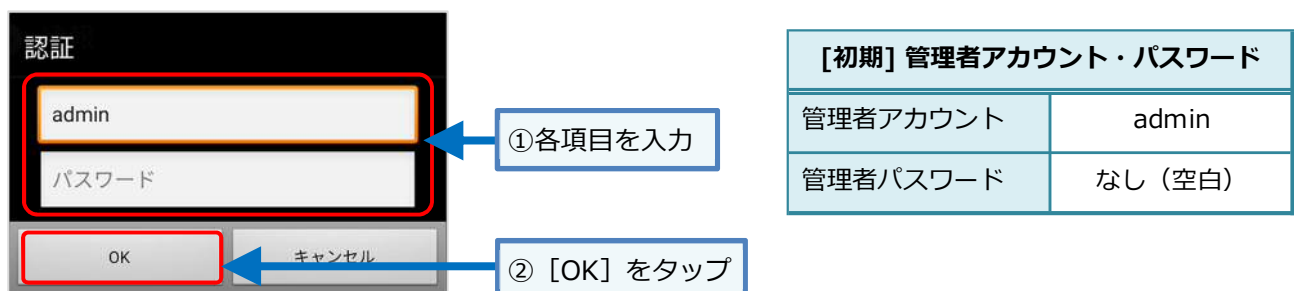 認証
admin
パスワード
OK
キャンセル
①各項目を入力
②［OK］をタップ
[初期] 管理者アカウント・パスワード
管理者アカウント admin
管理者パスワード なし（空白）